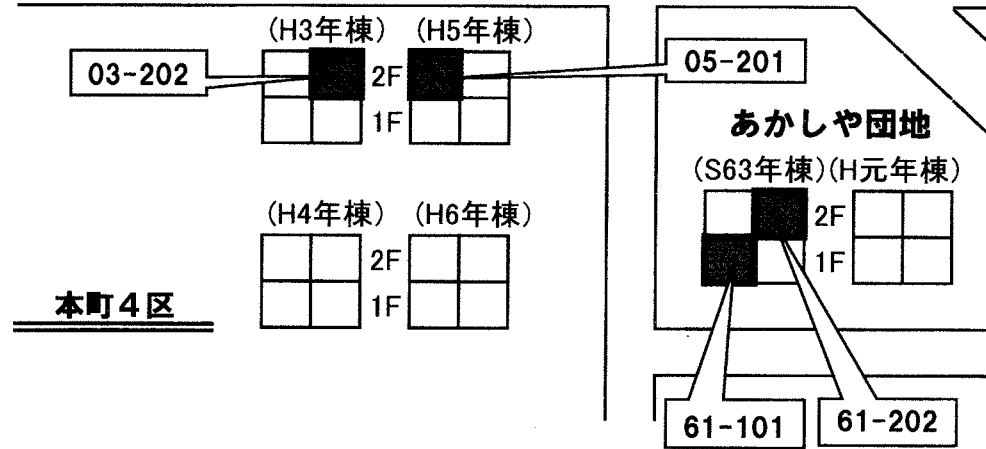 (H3年棟) (H5年棟)
03-202
2F
05-201
1F
あかしや団地
(S63年棟)(H元年棟)
2F
1F
(H4年棟) (H6年棟)
2F
1F
本町4区
61-101
61-202